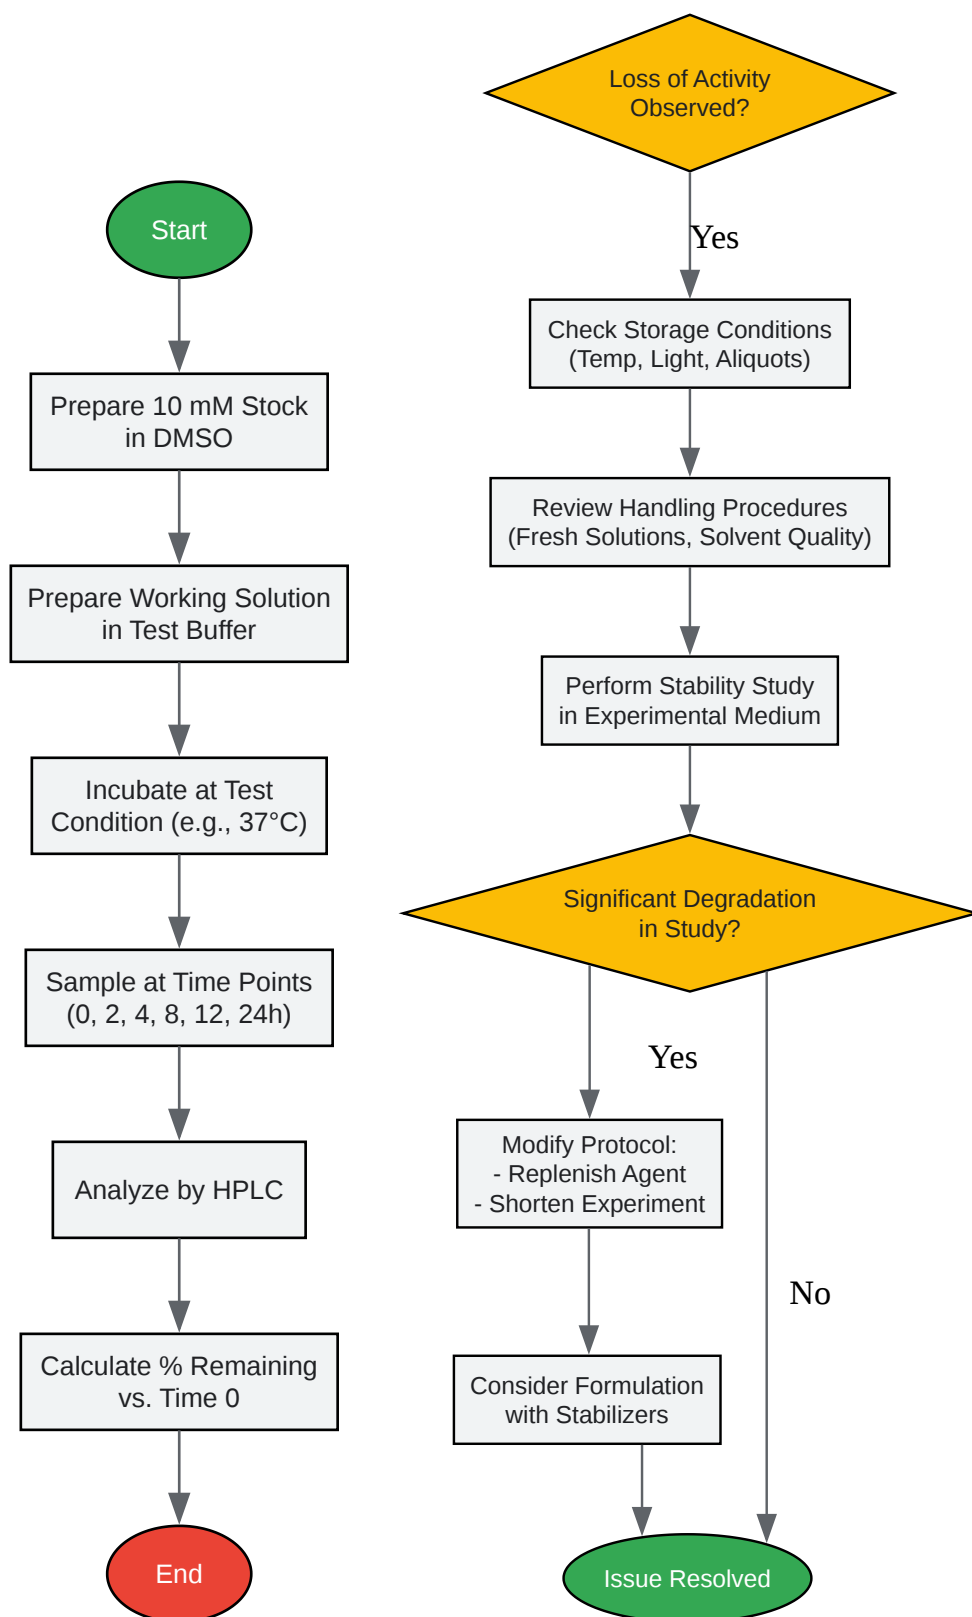 Start
Prepare 10 mM Stock
in DMSO
Prepare Working Solution
in Test Buffer
Incubate at Test
Condition (e.g., 37°C)
Sample at Time Points
(0, 2, 4, 8, 12, 24h)
Analyze by HPLC
Calculate % Remaining
vs. Time 0
End
Loss of Activity
Observed?
Yes
Check Storage Conditions
(Temp, Light, Aliquots)
Review Handling Procedures
(Fresh Solutions, Solvent Quality)
Perform Stability Study
in Experimental Medium
Significant Degradation
in Study?
Yes
Modify Protocol:
- Replenish Agent
- Shorten Experiment
No
Consider Formulation
with Stabilizers
Issue Resolved